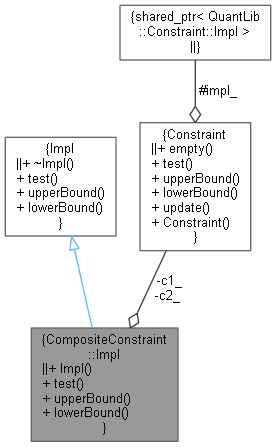 {shared_ptr< QuantLib
::Constraint::Impl >
||}
#impl_
{Impl
||+ ~Impl()
+ test()
+ upperBound()
+ lowerBound()
}
{Constraint
||+ empty()
+ test()
+ upperBound()
+ lowerBound()
+ update()
+ Constraint()
}
-c1_
-c2_
{CompositeConstraint
::Impl
||+ Impl()
+ test()
+ upperBound()
+ lowerBound()
}